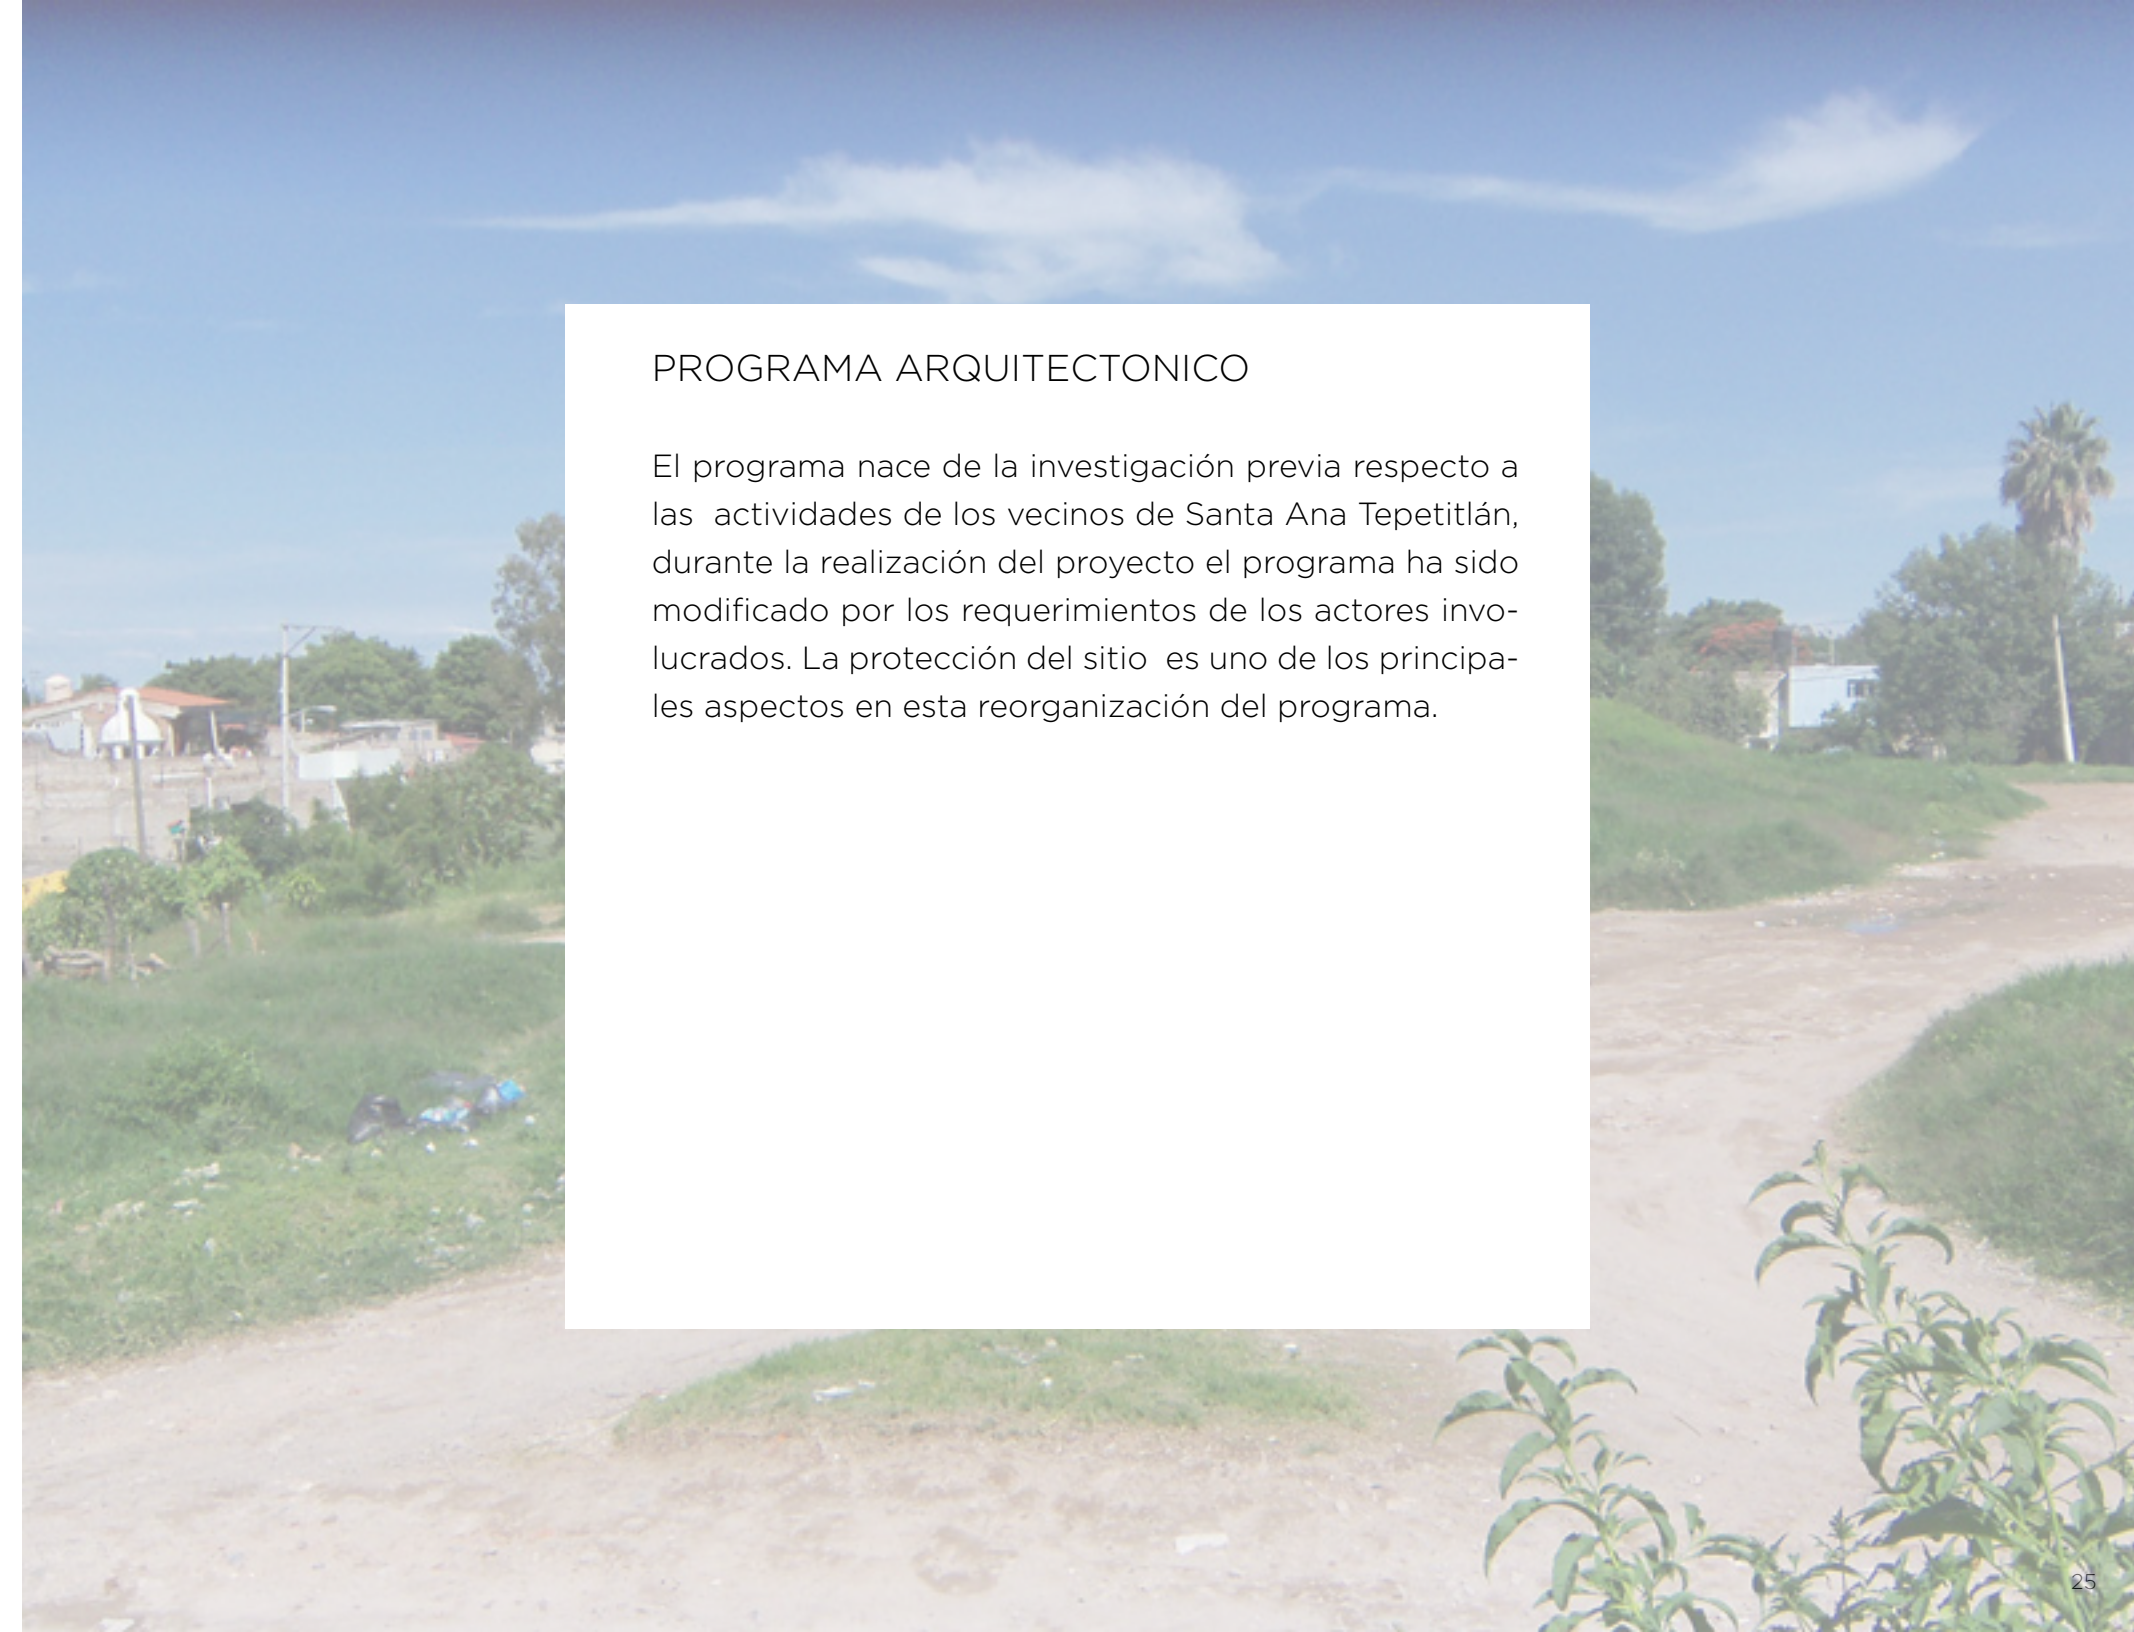 PROGRAMA ARQUITECTONICO
El programa nace de la investigación previa respecto a
las  actividades de los vecinos de Santa Ana Tepetitlán,
durante la realización del proyecto el programa ha sido
modificado por los requerimientos de los actores invo-
lucrados. La protección del sitio  es uno de los principa-
les aspectos en esta reorganización del programa.
25